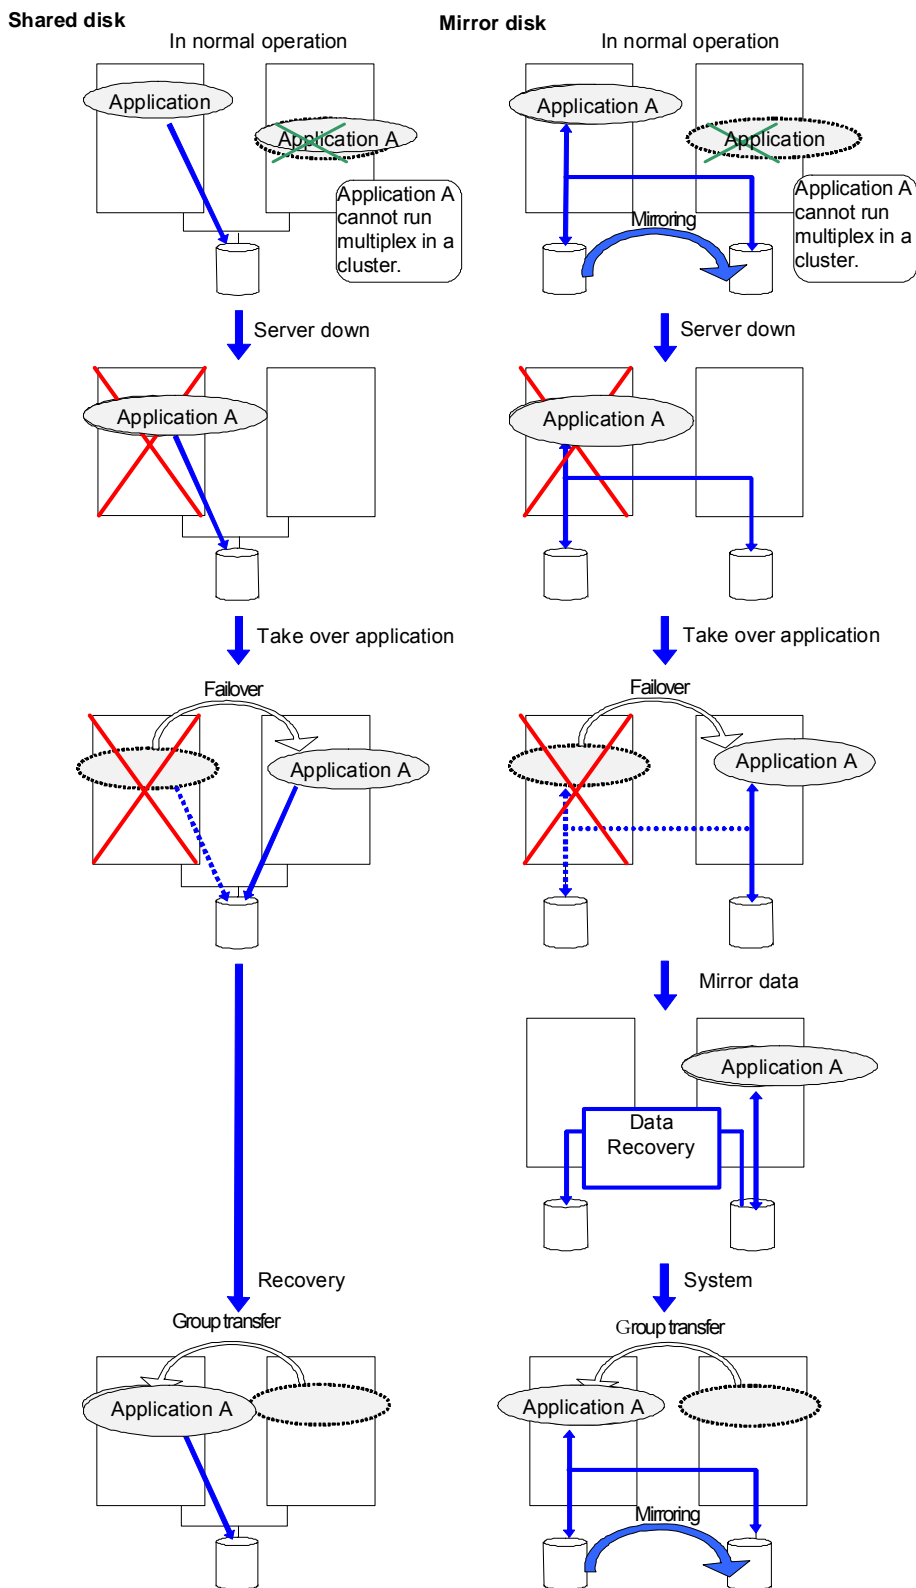 Shared disk
In normal operation
Application
Application A
Application A
cannot run
multiplex in a
cluster.
Server down
Application A
Take over application
Failover
Application A
Recovery
Group transfer
Application A
Mirror disk
In normal operation
Application A
Application
Application A
cannot run
multiplex in a
cluster.
Mirroring
Server down
Application A
Take over application
Failover
Application A
Mirror data
Application A
Data
Recovery
System
Group transfer
Application A
Mirroring